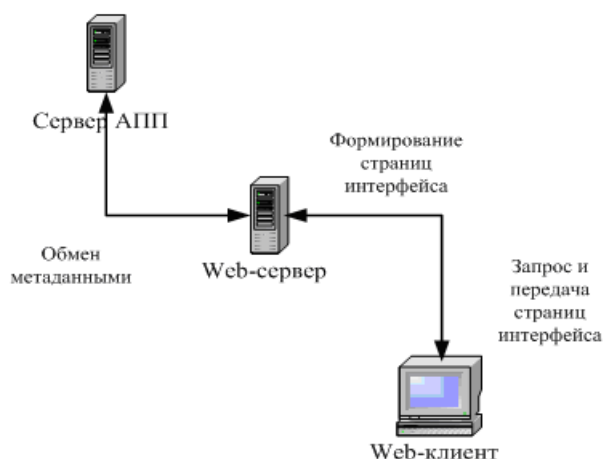 Сервер АПП
Формирование
страниц
интерфейса
Обмен
метаданными
Web-сервер
Запрос и
передача
страниц
интерфейса
Web-клиент